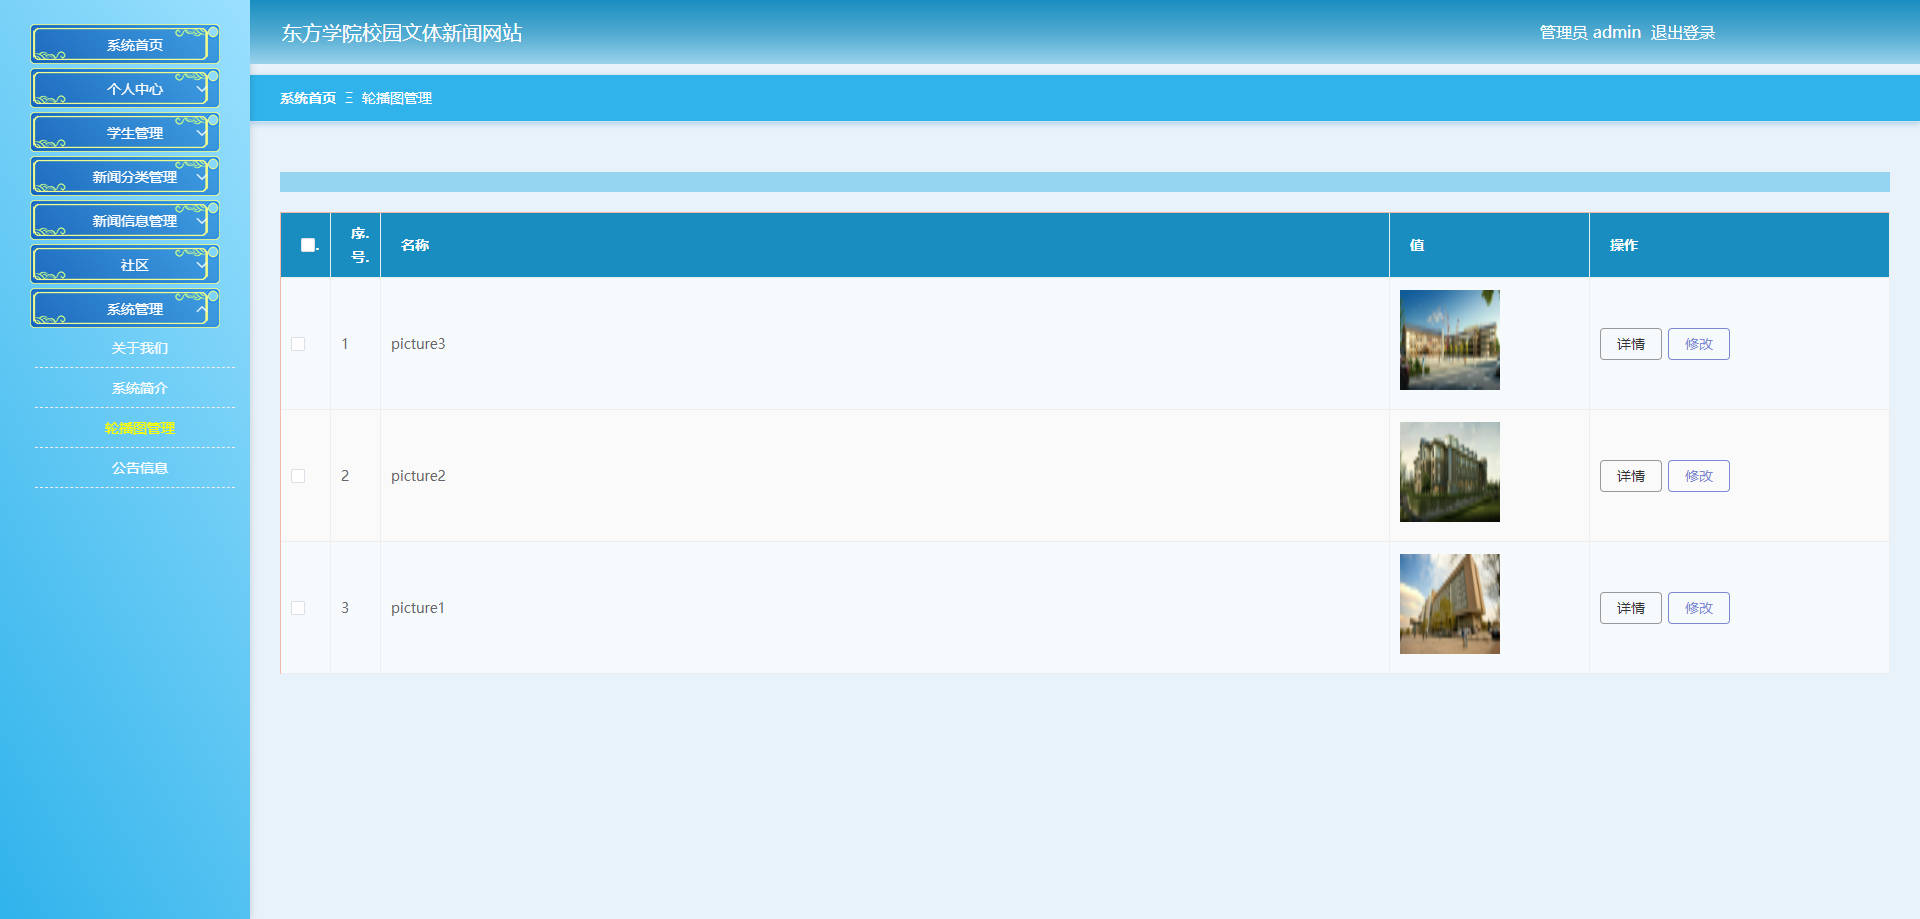 东方学院校园文体新闻网站
管理员 admin 退出登录
系统首页
个人中心
学生管理
新闻分类管理
新闻信息管理
社区
系统管理
关于我们
系统简介
轮播图管理
公告信息
系统首页 Ξ 轮播图管理
. 序. 名称 值 操作
号.
1 picture3 详情 修改
2 picture2 详情 修改
3 picture1 详情 修改